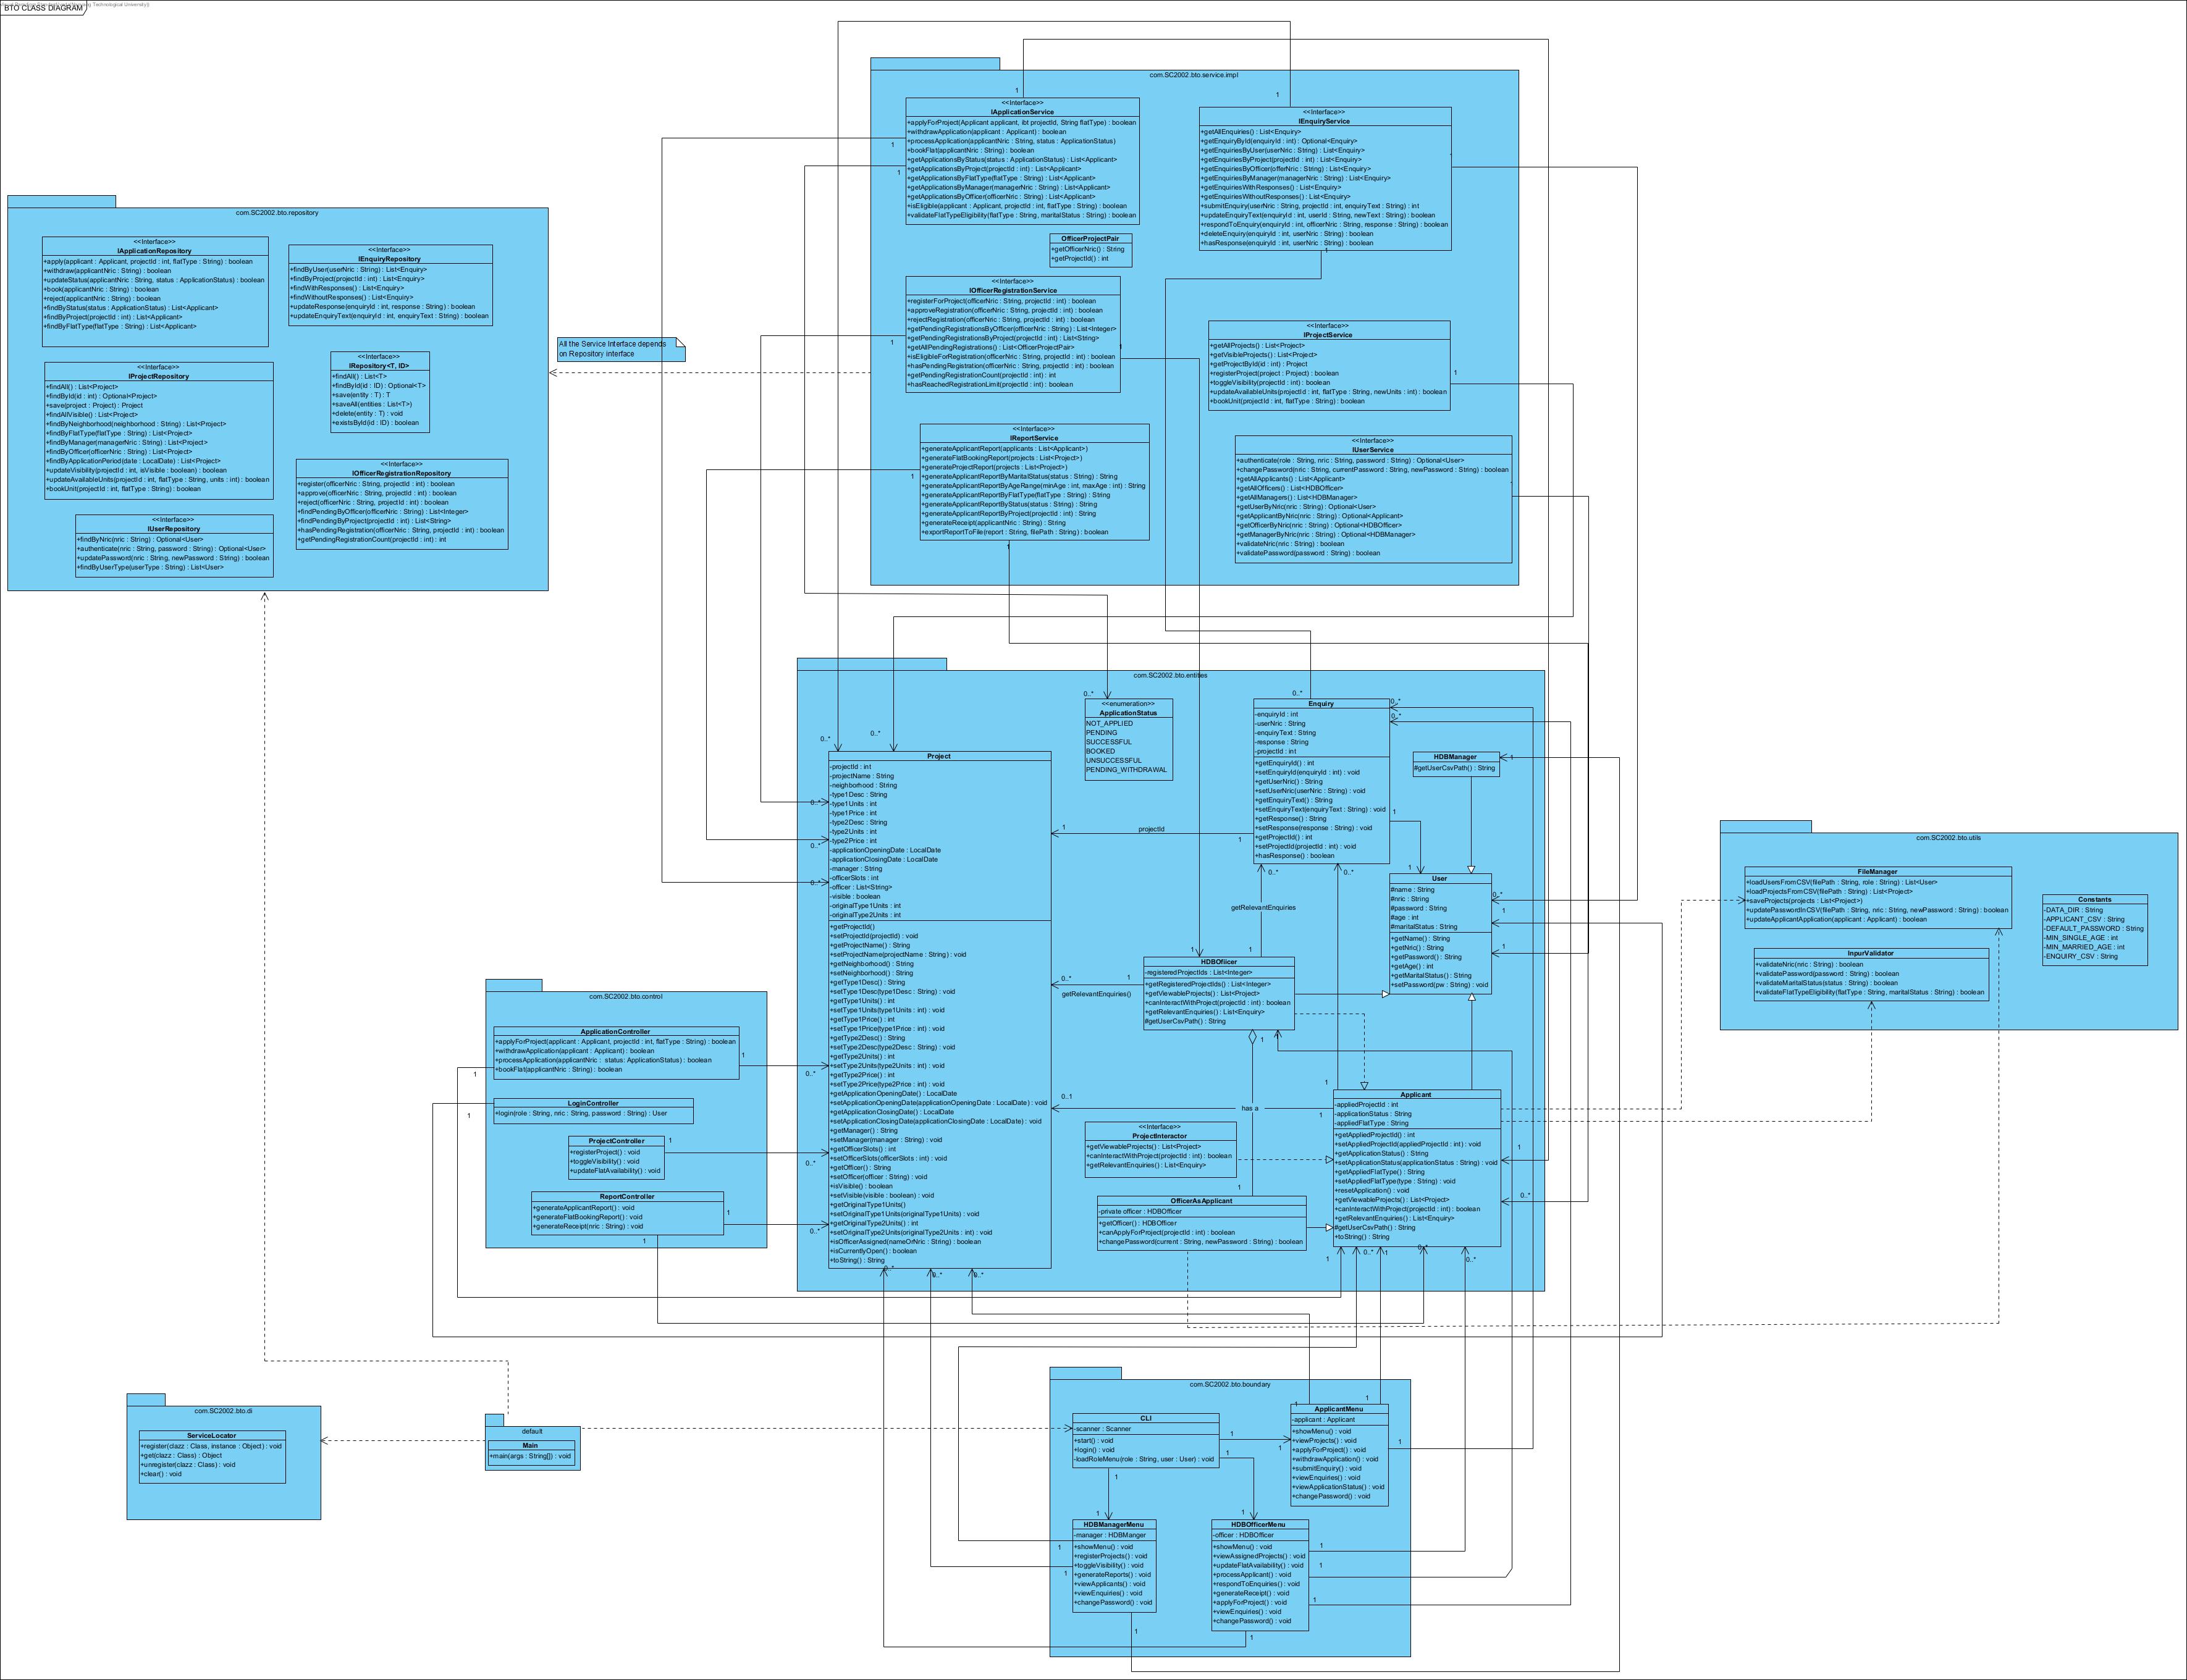 BTO CLASS DIAGRAM
com.SC2002.bto.service.impl
<<Interface>>
IApplicationService
+applyForProject(Applicant applicant, ibt projectId, String flatType) : boolean
+withdrawApplication(applicant : Applicant) : boolean
+processApplication(applicantNric : String, status : ApplicationStatus)
+bookFlat(applicantNric : String) : boolean
+getApplicationsByStatus(status : ApplicationStatus) : List<Applicant>
+getApplicationsByProject(projectId : int) : List<Applicant>
+getApplicationsByFlatType(flatType : String) : List<Applicant>
+getApplicationsByManager(managerNric : String) : List<Applicant>
+getApplicationsByOfficer(officerNric : String) : List<Applicant>
+isEligible(applicant : Applicant, projectId : int, flatType : String) : boolean
+validateFlatTypeEligibility(flatType : String, maritalStatus : String) : boolean
<<Interface>>
IEnquiryService
+getAllEnquiries() : List<Enquiry>
+getEnquiryById(enquiryId : int) : Optional<Enquiry>
+getEnquiriesByUser(userNric : String) : List<Enquiry>
+getEnquiriesByProject(projectId : int) : List<Enquiry>
+getEnquiriesByOfficer(offerNric : String) : List<Enquiry>
+getEnquiriesByManager(managerNric : String) : List<Enquiry>
+getEnquiriesWithResponses() : List<Enquiry>
+getEnquiriesWithoutResponses() : List<Enquiry>
+submitEnquiry(userNric : String, projectId : int, enquiryText : String) : int
+updateEnquiryText(enquiryId : int, userId : String, newText : String) : boolean
+respondToEnquiry(enquiryId : int, officerNric : String, response : String) : boolean
+deleteEnquiry(enquiryId : int, userNric : String) : boolean
+hasResponse(enquiryId : int, userNric : String) : boolean
OfficerProjectPair
+getOfficerNric() : String
+getProjectId() : int
<<Interface>>
IOfficerRegistrationService
+registerForProject(officerNric : String, projectId : int) : boolean
+approveRegistration(officerNric : String, projectId : int) : boolean
+rejectRegistration(officerNric : String, projectId : int) : boolean
+getPendingRegistrationsByOfficer(officerNric : String) : List<Integer>
+getPendingRegistrationsByProject(projectId : int) : List<String>
+getAllPendingRegistrations() : List<OfficerProjectPair>
+isEligibleForRegistration(officerNric : String, projectId : int) : boolean
+hasPendingRegistration(officerNric : String, projectId : int) : boolean
+getPendingRegistrationCount(projectId : int) : int
+hasReachedRegistrationLimit(projectId : int) : boolean
<<Interface>>
IProjectService
+getAllProjects() : List<Project>
+getVisibleProjects() : List<Project>
+getProjectById(id : int) : Project
+registerProject(project : Project) : boolean
+toggleVisibility(projectId : int) : boolean
+updateAvailableUnits(projectId : int, flatType : String, newUnits : int) : boolean
+bookUnit(projectId : int, flatType : String) : boolean
<<Interface>>
IReportService
+generateApplicantReport(applicants : List<Applicant>)
+generateFlatBookingReport(projects : List<Project>)
+generateProjectReport(projects : List<Project>)
+generateApplicantReportByMaritalStatus(status : String) : String
+generateApplicantReportByAgeRange(minAge : int, maxAge : int) : String
+generateApplicantReportByFlatType(flatType : String) : String
+generateApplicantReportByStatus(status : String) : String
+generateApplicantReportByProject(projectId : int) : String
+generateReceipt(applicantNric : String) : String
+exportReportToFile(report : String, filePath : String) : boolean
<<Interface>>
IUserService
+authenticate(role : String, nric : String, password : String) : Optional<User>
+changePassword(nric : String, currentPassword : String, newPassword : String) : boolean
+getAllApplicants() : List<Applicant>
+getAllOfficers() : List<HDBOfficer>
+getAllManagers() : List<HDBManager>
+getUserByNric(nric : String) : Optional<User>
+getApplicantByNric(nric : String) : Optional<Applicant>
+getOfficerByNric(nric : String) : Optional<HDBOfficer>
+getManagerByNric(nric : String) : Optional<HDBManager>
+validateNric(nric : String) : boolean
+validatePassword(password : String) : boolean
com.SC2002.bto.repository
<<Interface>>
IApplicationRepository
+apply(applicant : Applicant, projectId : int, flatType : String) : boolean
+withdraw(applicantNric : String) : boolean
+updateStatus(applicantNric : String, status : ApplicationStatus) : boolean
+book(applicantNric : String) : boolean
+reject(applicantNric : String) : boolean
+findByStatus(status : ApplicationStatus) : List<Applicant>
+findByProject(projectId : int) : List<Applicant>
+findByFlatType(flatType : String) : List<Applicant>
<<Interface>>
IEnquiryRepository
+findByUser(userNric : String) : List<Enquiry>
+findByProject(projectId : int) : List<Enquiry>
+findWithResponses() : List<Enquiry>
+findWithoutResponses() : List<Enquiry>
+updateResponse(enquiryId : int, response : String) : boolean
+updateEnquiryText(enquiryId : int, enquiryText : String) : boolean
<<Interface>>
IProjectRepository
+findAll() : List<Project>
+findById(id : int) : Optional<Project>
+save(project : Project) : Project
+findAllVisible() : List<Project>
+findByNeighborhood(neighborhood : String) : List<Project>
+findByFlatType(flatType : String) : List<Project>
+findByManager(managerNric : String) : List<Project>
+findByOfficer(officerNric : String) : List<Project>
+findByApplicationPeriod(date : LocalDate) : List<Project>
+updateVisibility(projectId : int, isVisible : boolean) : boolean
+updateAvailableUnits(projectId : int, flatType : String, units : int) : boolean
+bookUnit(projectId : int, flatType : String) : boolean
<<Interface>>
IRepository<T, ID>
+findAll() : List<T>
+findById(id : ID) : Optional<T>
+save(entity : T) : T
+saveAll(entities : List<T>)
+delete(entity : T) : void
+existsById(id : ID) : boolean
<<Interface>>
IOfficerRegistrationRepository
+register(officerNric : String, projectId : int) : boolean
+approve(officerNric : String, projectId : int) : boolean
+reject(officerNric : String, projectId : int) : boolean
+findPendingByOfficer(officerNric : String) : List<Integer>
+findPendingByProject(projectId : int) : List<String>
+hasPendingRegistration(officerNric : String, projectId : int) : boolean
+getPendingRegistrationCount(projectId : int) : int
<<Interface>>
IUserRepository
+findByNric(nric : String) : Optional<User>
+authenticate(nric : String, password : String) : Optional<User>
+updatePassword(nric : String, newPassword : String) : boolean
+findByUserType(userType : String) : List<User>
All the Service Interface depends
on Repository interface
com.SC2002.bto.entities
<<enumeration>>
ApplicationStatus
NOT_APPLIED
PENDING
SUCCESSFUL
BOOKED
UNSUCCESSFUL
PENDING_WITHDRAWAL
Enquiry
-enquiryId : int
-userNric : String
-enquiryText : String
-response : String
-projectId : int
+getEnquiryId() : int
+setEnquiryId(enquiryId : int) : void
+getUserNric() : String
+setUserNric(userNric : String) : void
+getEnquiryText() : String
+setEnquiryText(enquiryText : String) : void
+getResponse() : String
+setResponse(response : String) : void
+getProjectId() : int
+setProjectId(projectId : int) : void
+hasResponse() : boolean
HDBManager
#getUserCsvPath() : String
Project
-projectId : int
-projectName : String
-neighborhood : String
-type1Desc : String
-type1Units : int
-type1Price : int
-type2Desc : String
-type2Units : int
-type2Price : int
-applicationOpeningDate : LocalDate
-applicationClosingDate : LocalDate
-manager : String
-officerSlots : int
-officer : List<String>
-visible : boolean
-originalType1Units : int
-originalType2Units : int
+getProjectId()
+setProjectId(projectId) : void
+getProjectName() : String
+setProjectName(projectName : String) : void
+getNeighborhood() : String
+setNeighborhood() : String
+getType1Desc() : String
+setType1Desc(type1Desc : String) : void
+getType1Units() : int
+setType1Units(type1Units : int) : void
+getType1Price() : int
+setType1Price(type1Price : int) : void
+getType2Desc() : String
+setType2Desc(type2Desc : String) : void
+getType2Units() : int
+setType2Units(type2Units : int) : void
+getType2Price() : int
+setType2Price(type2Price : int) : void
+getApplicationOpeningDate() : LocalDate
+setApplicationOpeningDate(applicationOpeningDate : LocalDate) : void
+getApplicationClosingDate() : LocalDate
+setApplicationClosingDate(applicationClosingDate : LocalDate) : void
+getManager() : String
+setManager(manager : String) : void
+getOfficerSlots() : int
+setOfficerSlots(officerSlots : int) : void
+getOfficer() : String
+setOfficer(officer : String) : void
+isVisible() : boolean
+setVisible(visible : boolean) : void
+getOriginalType1Units()
+setOriginalType1Units(originalType1Units) : void
+getOriginalType2Units() : int
+setOriginalType2Units(originalType2Units : int) : void
+isOfficerAssigned(nameOrNric : String) : boolean
+isCurrentlyOpen() : boolean
+toString() : String
projectId
User
#name : String
#nric : String
#password : String
#age : int
#maritalStatus : String
+getName() : String
+getNric() : String
+getPassword() : String
+getAge() : int
+getMaritalStatus() : String
+setPassword(pw : String) : void
getRelevantEnquiries
HDBOfiicer
-registeredProjectIds : List<Integer>
+getRegisteredProjectIds() : List<Integer>
+getViewableProjects() : List<Project>
+canInteractWithProject(projectId : int) : boolean
+getRelevantEnquiries() : List<Enquiry>
#getUserCsvPath() : String
getRelevantEnquiries()
has a
<<Interface>>
ProjectInteractor
+getViewableProjects() : List<Project>
+canInteractWithProject(projectId : int) : boolean
+getRelevantEnquiries() : List<Enquiry>
Applicant
-appliedProjectId : int
-applicationStatus : String
-appliedFlatType : String
+getAppliedProjectId() : int
+setAppliedProjectId(appliedProjectId : int) : void
+getApplicationStatus() : String
+setApplicationStatus(applicationStatus : String) : void
+getAppliedFlatType() : String
+setAppliedFlatType(type : String) : void
+resetApplication() : void
+getViewableProjects() : List<Project>
+canInteractWithProject(projectId : int) : boolean
+getRelevantEnquiries() : List<Enquiry>
#getUserCsvPath() : String
+toString() : String
OfficerAsApplicant
-private officer : HDBOfficer
+getOfficer() : HDBOfficer
+canApplyForProject(projectId : int) : boolean
+changePassword(current : String, newPassword : String) : boolean
com.SC2002.bto.utils
FileManager
+loadUsersFromCSV(filePath : String, role : String) : List<User>
+loadProjectsFromCSV(filePath : String) : List<Project>
+saveProjects(projects : List<Project>)
+updatePasswordInCSV(filePath : String, nric : String, newPassword : String) : boolean
+updateApplicantApplication(applicant : Applicant) : boolean
Constants
-DATA_DIR : String
-APPLICANT_CSV : String
-DEFAULT_PASSWORD : String
-MIN_SINGLE_AGE : int
-MIN_MARRIED_AGE : int
-ENQUIRY_CSV : String
InpurValidator
+validateNric(nric : String) : boolean
+validatePassword(password : String) : boolean
+validateMaritalStatus(status : String) : boolean
+validateFlatTypeEligibility(flatType : String, maritalStatus : String) : boolean
com.SC2002.bto.control
ApplicationController
+applyForProject(applicant : Applicant, projectId : int, flatType : String) : boolean
+withdrawApplication(applicant : Applicant) : boolean
+processApplication(applicantNric : status: ApplicationStatus) : boolean
+bookFlat(applicantNric : String) : boolean
LoginController
+login(role : String, nric : String, password : String) : User
ProjectController
+registerProject() : void
+toggleVisibility() : void
+updateFlatAvailability() : void
ReportController
+generateApplicantReport() : void
+generateFlatBookingReport() : void
+generateReceipt(nric : String) : void
com.SC2002.bto.di
ServiceLocator
+register(clazz : Class, instance : Object) : void
+get(clazz : Class) : Object
+unregister(clazz : Class) : void
+clear() : void
default
Main
+main(args : String[]) : void
com.SC2002.bto.boundary
CLI
-scanner : Scanner
+start() : void
+login() : void
-loadRoleMenu(role : String, user : User) : void
ApplicantMenu
-applicant : Applicant
+showMenu() : void
+viewProjects() : void
+applyForProject() : void
+withdrawApplication() : void
+submitEnquiry() : void
+viewEnquiries() : void
+viewApplicationStatus() : void
+changePassword() : void
HDBManagerMenu
-manager : HDBManger
+showMenu() : void
+registerProjects() : void
+toggleVisibility() : void
+generateReports() : void
+viewApplicants() : void
+viewEnquiries() : void
+changePassword() : void
HDBOfficerMenu
-officer : HDBOfficer
+showMenu() : void
+viewAssignedProjects() : void
+updateFlatAvailability() : void
+processApplicant() : void
+respondToEnquiries() : void
+generateReceipt() : void
+applyForProject() : void
+viewEnquiries() : void
+changePassword() : void